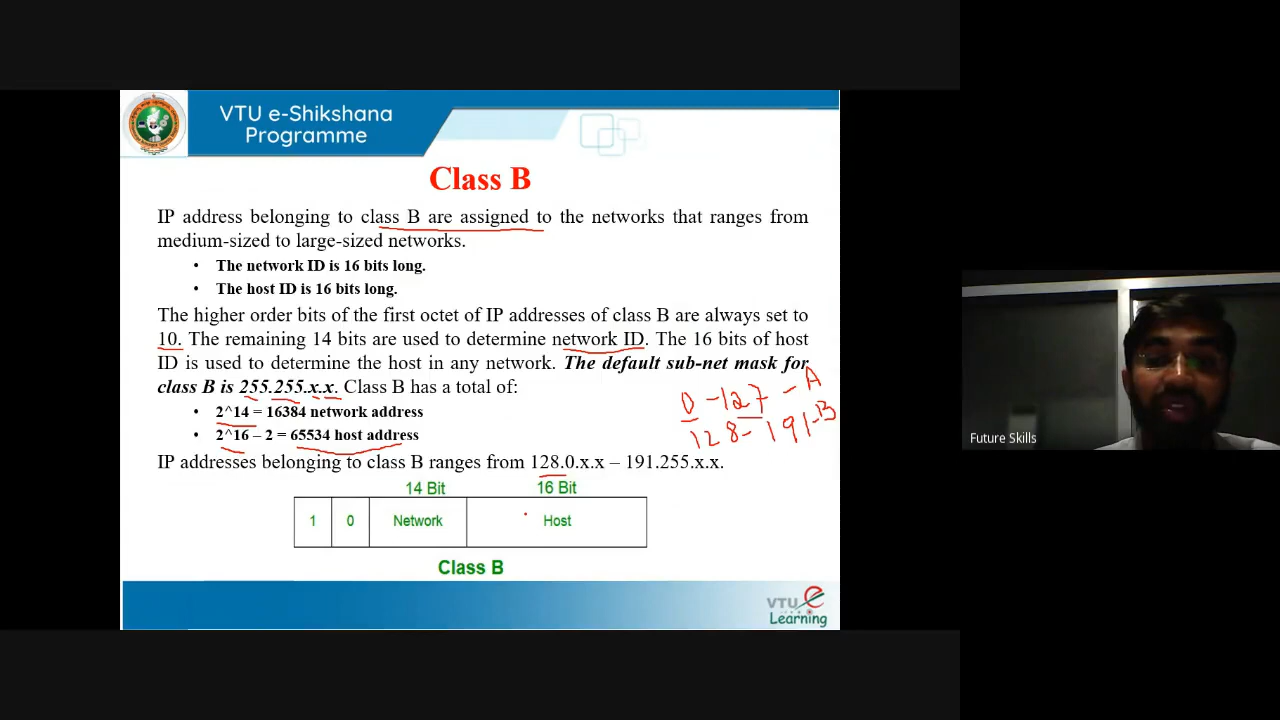 VTU e-Shikshana
Programme
Class B
IP address belonging to class B are assigned to the networks that ranges from
medium-sized to large-sized networks.
• The network ID is 16 bits long.
• The host ID is 16 bits long.
The higher order bits of the first octet of IP addresses of class B are always set to
10. The remaining 14 bits are used to determine network ID. The 16 bits of host
ID is used to determine the host in any network. The default sub-net mask for
class B is 255.255.x.x. Class B has a total of:
0 - 127 - A
• 2^14 = 16384 network address
128 - 191 - B
• 2^16 – 2 = 65534 host address
IP addresses belonging to class B ranges from 128.0.x.x – 191.255.x.x.
14 Bit 16 Bit
1 0 Network Host
Class B
VTU e
Learning
Future Skills